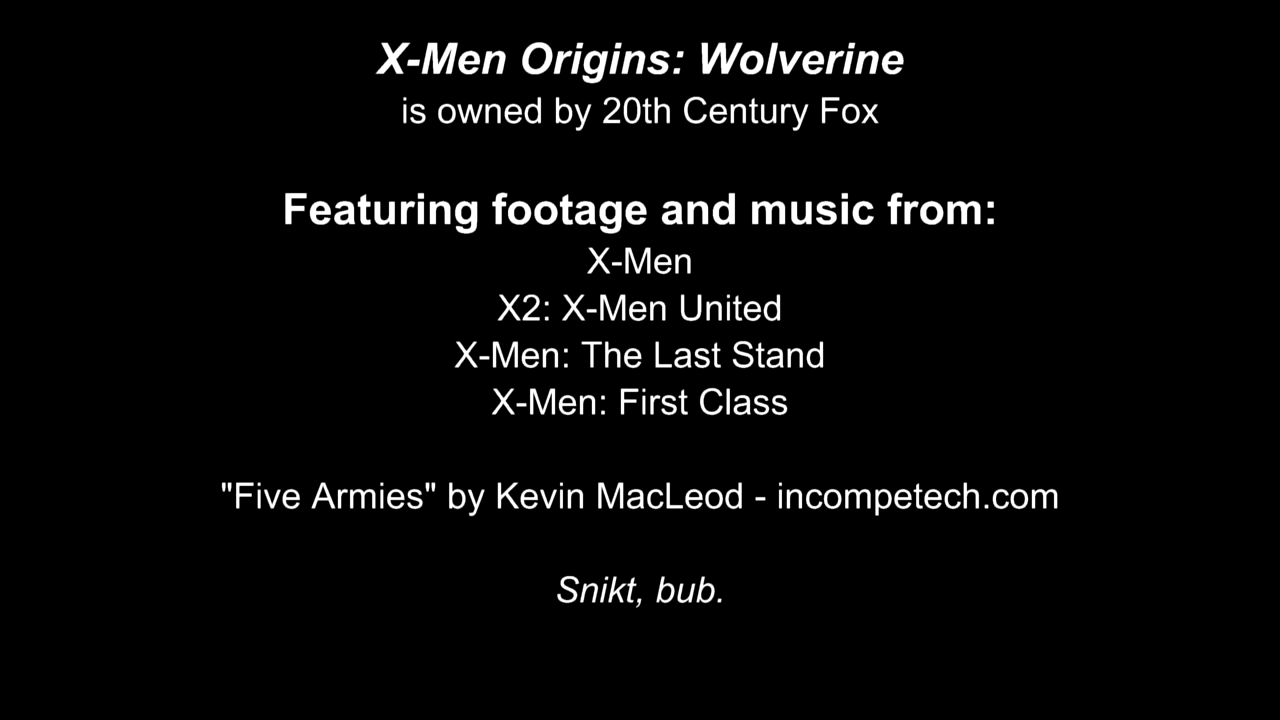 X-Men Origins: Wolverine
is owned by 20th Century Fox
Featuring footage and music from:
X-Men
X2: X-Men United
X-Men: The Last Stand
X-Men: First Class
"Five Armies" by Kevin MacLeod - incompetech.com
Snikt, bub.